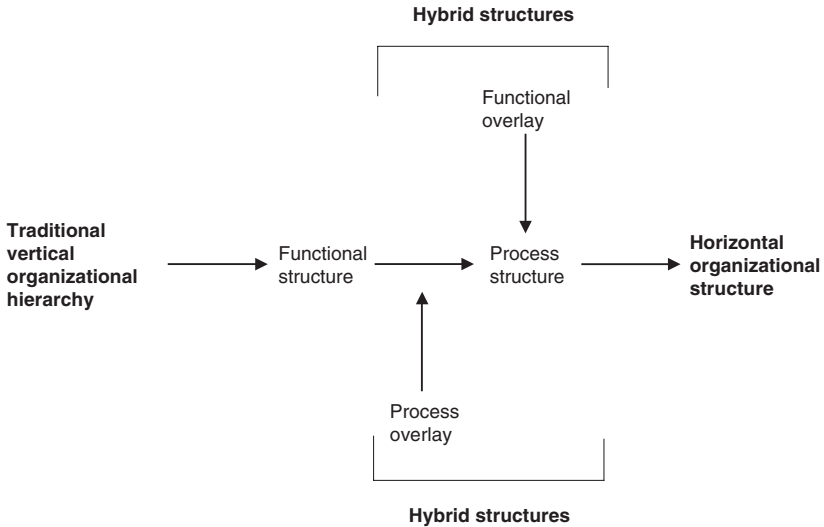 Hybrid structures
Functional
overlay
Traditional
vertical
organizational
hierarchy
Functional
structure
Process
structure
Horizontal
organizational
structure
Process
overlay
Hybrid structures